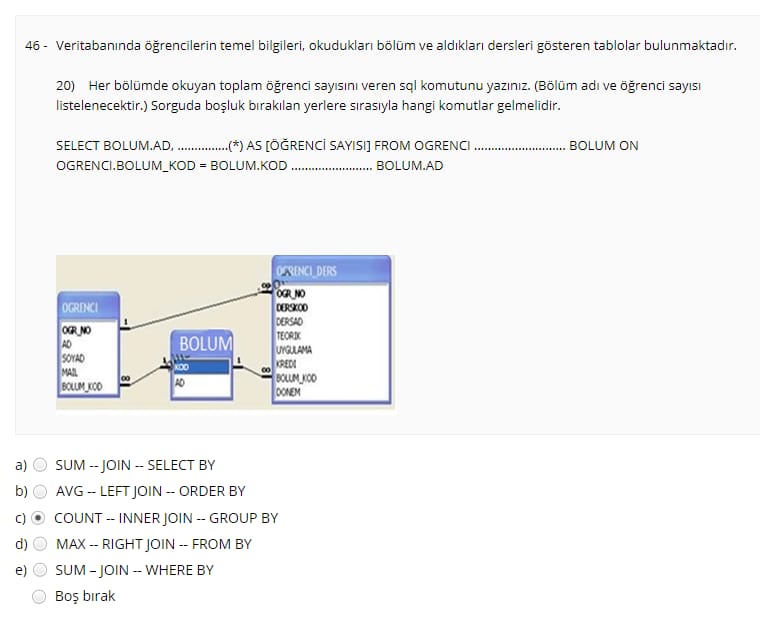 46 - Veritabanında öğrencilerin temel bilgileri, okudukları bölüm ve aldıkları dersleri gösteren tablolar bulunmaktadır.
20) Her bölümde okuyan toplam öğrenci sayısını veren sql komutunu yazınız. (Bölüm adı ve öğrenci sayısı
listelenecektir.) Sorguda boşluk bırakılan yerlere sırasıyla hangi komutlar gelmelidir.
SELECT BOLUM.AD, ...............(*) AS [ÖĞRENCİ SAYISI] FROM OGRENCI ........................... BOLUM ON
OGRENCI.BOLUM_KOD = BOLUM.KOD ........................ BOLUM.AD
OGRENCI
OGR_NO
AD
SOYAD
MAIL
BOLUM_KOD
1
∞
BOLUM
KOD
AD
1
1
∞
∞
OGRENCI_DERS
OGR_NO
DERSKOD
DERSAD
TEORIK
UYGULAMA
KREDI
BOLUM_KOD
DONEM
a) SUM -- JOIN -- SELECT BY
b) AVG -- LEFT JOIN -- ORDER BY
c) COUNT -- INNER JOIN -- GROUP BY
d) MAX -- RIGHT JOIN -- FROM BY
e) SUM – JOIN -- WHERE BY
Boş bırak